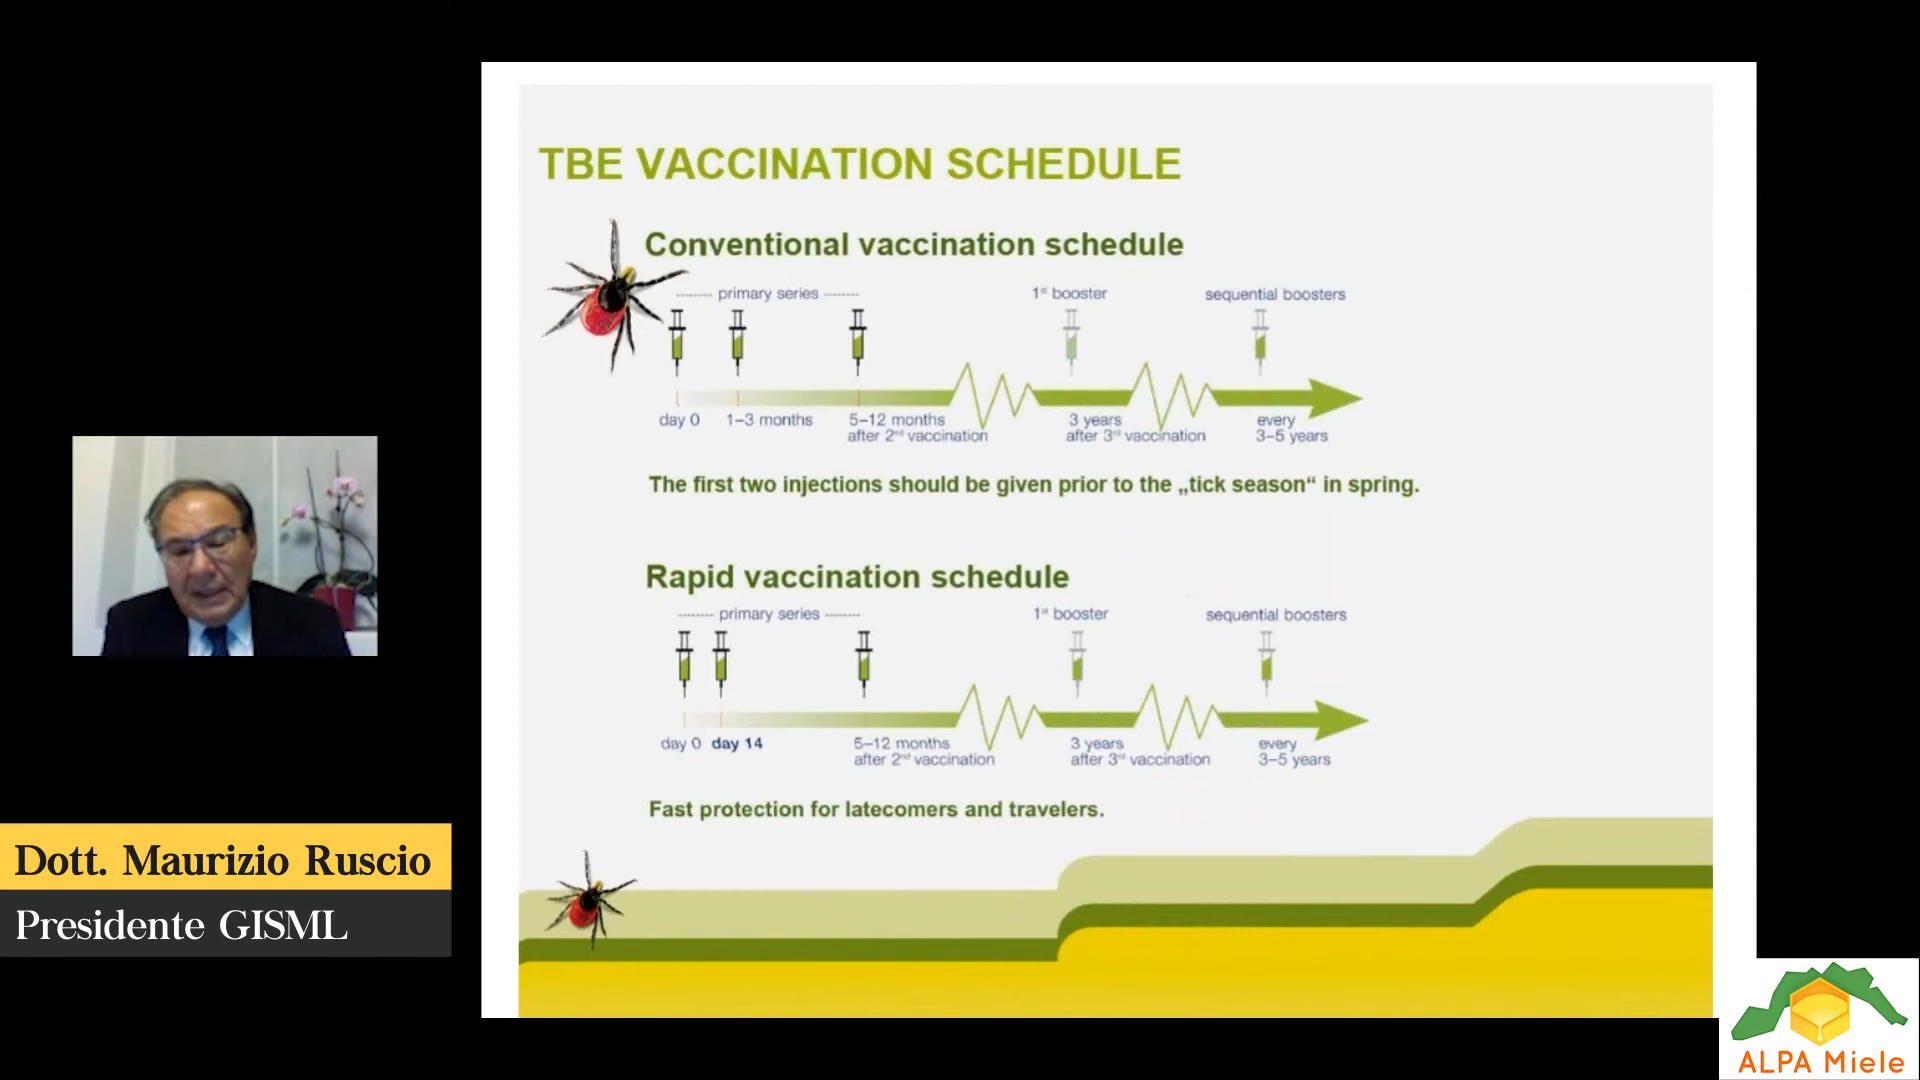 TBE VACCINATION SCHEDULE
Conventional vaccination schedule
-------- primary series --------
1st booster
sequential boosters
day 0
1–3 months
5–12 months
after 2nd vaccination
3 years
after 3rd vaccination
every
3–5 years
The first two injections should be given prior to the „tick season“ in spring.
Rapid vaccination schedule
-------- primary series --------
1st booster
sequential boosters
day 0
day 14
5–12 months
after 2nd vaccination
3 years
after 3rd vaccination
every
3–5 years
Fast protection for latecomers and travelers.
Dott. Maurizio Ruscio
Presidente GISML
ALPA Miele